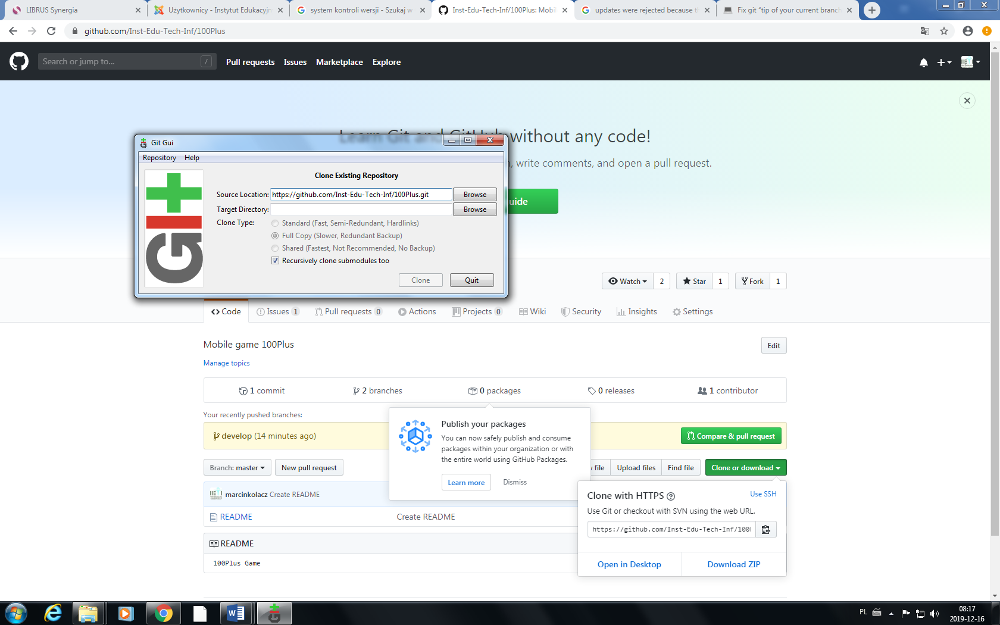 LIBRUS Synergia
Użytkownicy - Instytut Edukacyjn
system kontroli wersji - Szukaj w
Inst-Edu-Tech-Inf/100Plus: Mobil
updates were rejected because th
Fix git "tip of your current branch
github.com/Inst-Edu-Tech-Inf/100Plus
Search or jump to...
/
Pull requests
Issues
Marketplace
Explore
Learn Git and GitHub without any code!
, write comments, and open a pull request.
uide
Git Gui
Repository Help
Clone Existing Repository
Source Location: https://github.com/Inst-Edu-Tech-Inf/100Plus.git Browse
Target Directory: Browse
Clone Type: Standard (Fast, Semi-Redundant, Hardlinks)
Full Copy (Slower, Redundant Backup)
Shared (Fastest, Not Recommended, No Backup)
Recursively clone submodules too
Clone Quit
GIT
Watch 2 Star 1 Fork 1
Code Issues 1 Pull requests 0 Actions Projects 0 Wiki Security Insights Settings
Mobile game 100Plus Edit
Manage topics
1 commit 2 branches 0 packages 0 releases 1 contributor
Your recently pushed branches:
develop (14 minutes ago) Compare & pull request
Publish your packages
You can now safely publish and consume
packages within your organization or with
the entire world using GitHub Packages.
Learn more Dismiss
Branch: master New pull request file Upload files Find file Clone or download
marcinkolacz Create README
README Create README
README
100Plus Game
Clone with HTTPS Use SSH
Use Git or checkout with SVN using the web URL.
https://github.com/Inst-Edu-Tech-Inf/100
Open in Desktop Download ZIP
PL
08:17
2019-12-16